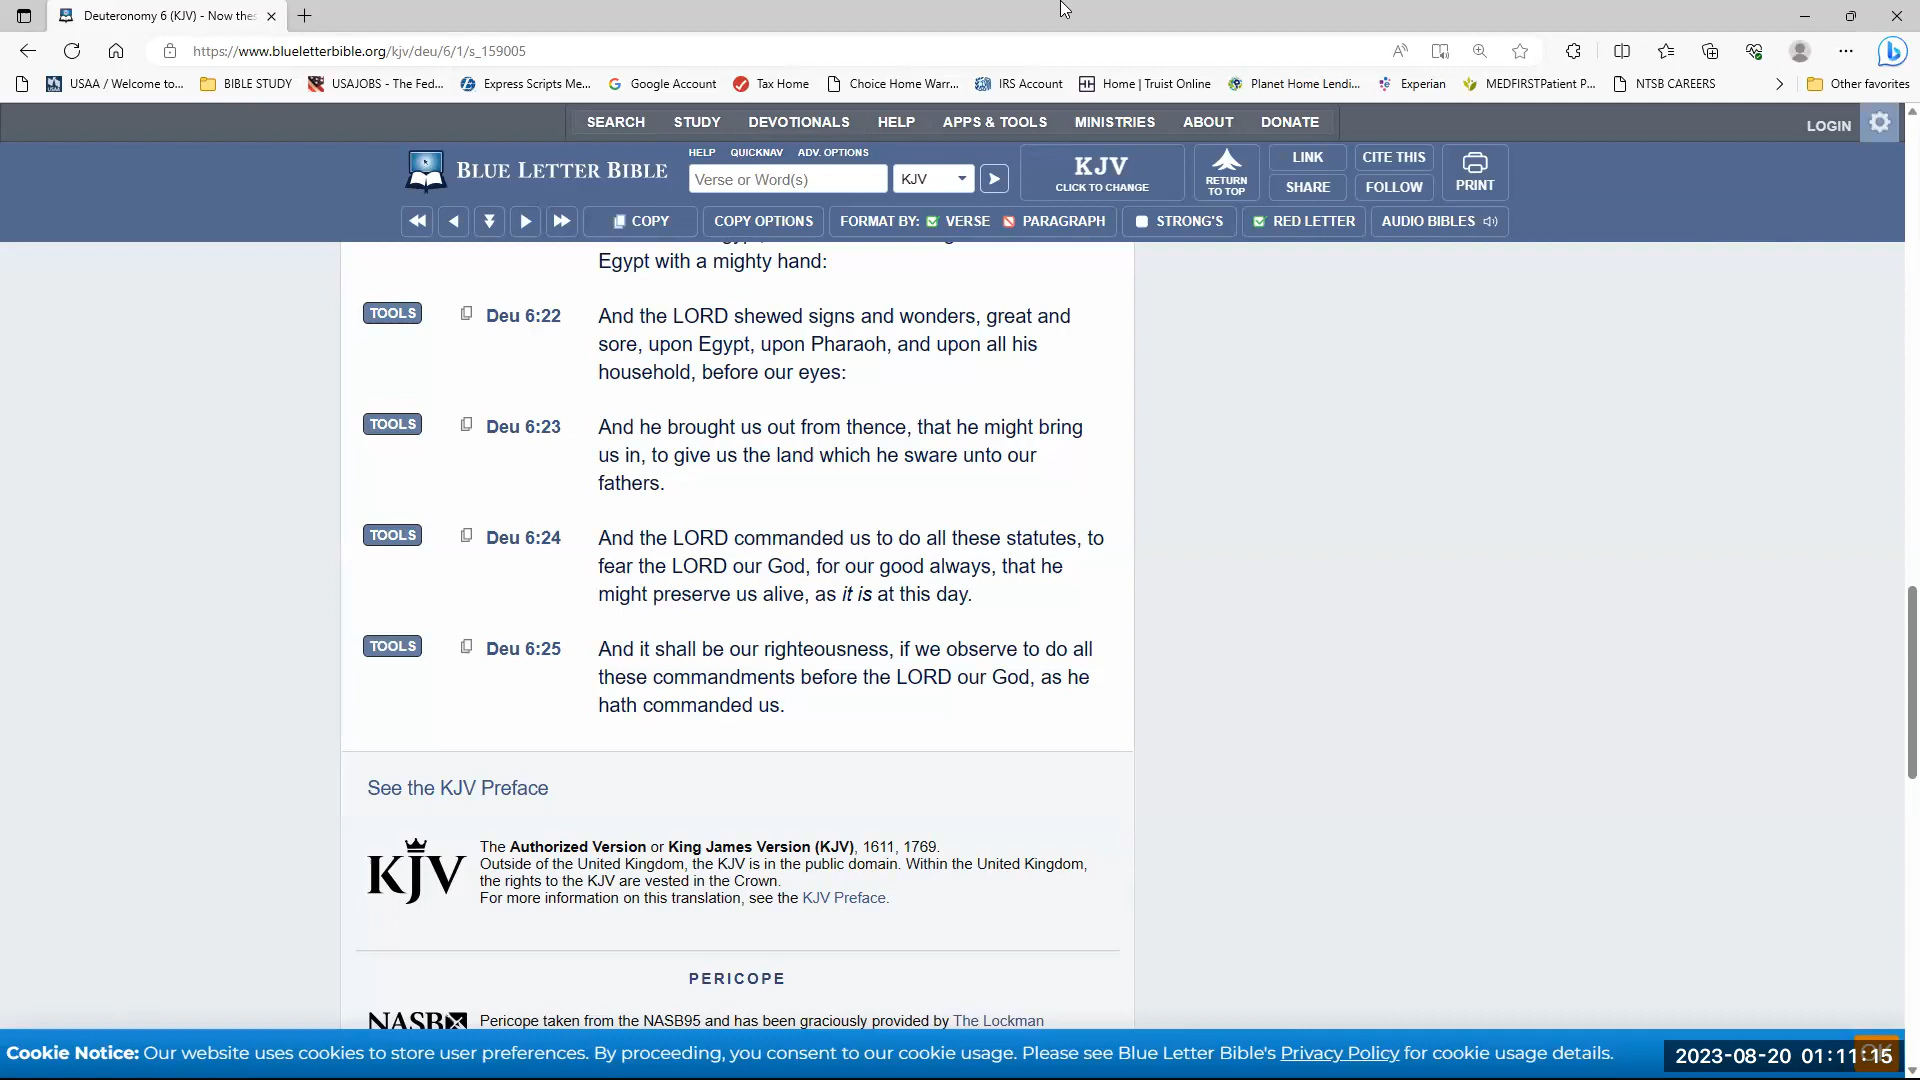 Deuteronomy 6 (KJV) - Now thes
https://www.blueletterbible.org/kjv/deu/6/1/s_159005
USAA / Welcome to... BIBLE STUDY USAJOBS - The Fed... Express Scripts Me... Google Account Tax Home Choice Home Warr... IRS Account Home | Truist Online Planet Home Lendi... Experian MEDFIRSTPatient P... NTSB CAREERS Other favorites
SEARCH STUDY DEVOTIONALS HELP APPS & TOOLS MINISTRIES ABOUT DONATE LOGIN
HELP QUICKNAV ADV. OPTIONS
BLUE LETTER BIBLE
Verse or Word(s) KJV
KJV
CLICK TO CHANGE
RETURN
TO TOP
LINK CITE THIS
SHARE FOLLOW
PRINT
COPY COPY OPTIONS FORMAT BY: VERSE PARAGRAPH STRONG'S RED LETTER AUDIO BIBLES
Egypt with a mighty hand:
TOOLS Deu 6:22 And the LORD shewed signs and wonders, great and
sore, upon Egypt, upon Pharaoh, and upon all his
household, before our eyes:
TOOLS Deu 6:23 And he brought us out from thence, that he might bring
us in, to give us the land which he sware unto our
fathers.
TOOLS Deu 6:24 And the LORD commanded us to do all these statutes, to
fear the LORD our God, for our good always, that he
might preserve us alive, as it is at this day.
TOOLS Deu 6:25 And it shall be our righteousness, if we observe to do all
these commandments before the LORD our God, as he
hath commanded us.
See the KJV Preface
KJV
The Authorized Version or King James Version (KJV), 1611, 1769.
Outside of the United Kingdom, the KJV is in the public domain. Within the United Kingdom,
the rights to the KJV are vested in the Crown.
For more information on this translation, see the KJV Preface.
PERICOPE
NASB Pericope taken from the NASB95 and has been graciously provided by The Lockman
Cookie Notice: Our website uses cookies to store user preferences. By proceeding, you consent to our cookie usage. Please see Blue Letter Bible's Privacy Policy for cookie usage details.
2023-08-20 01:11:15